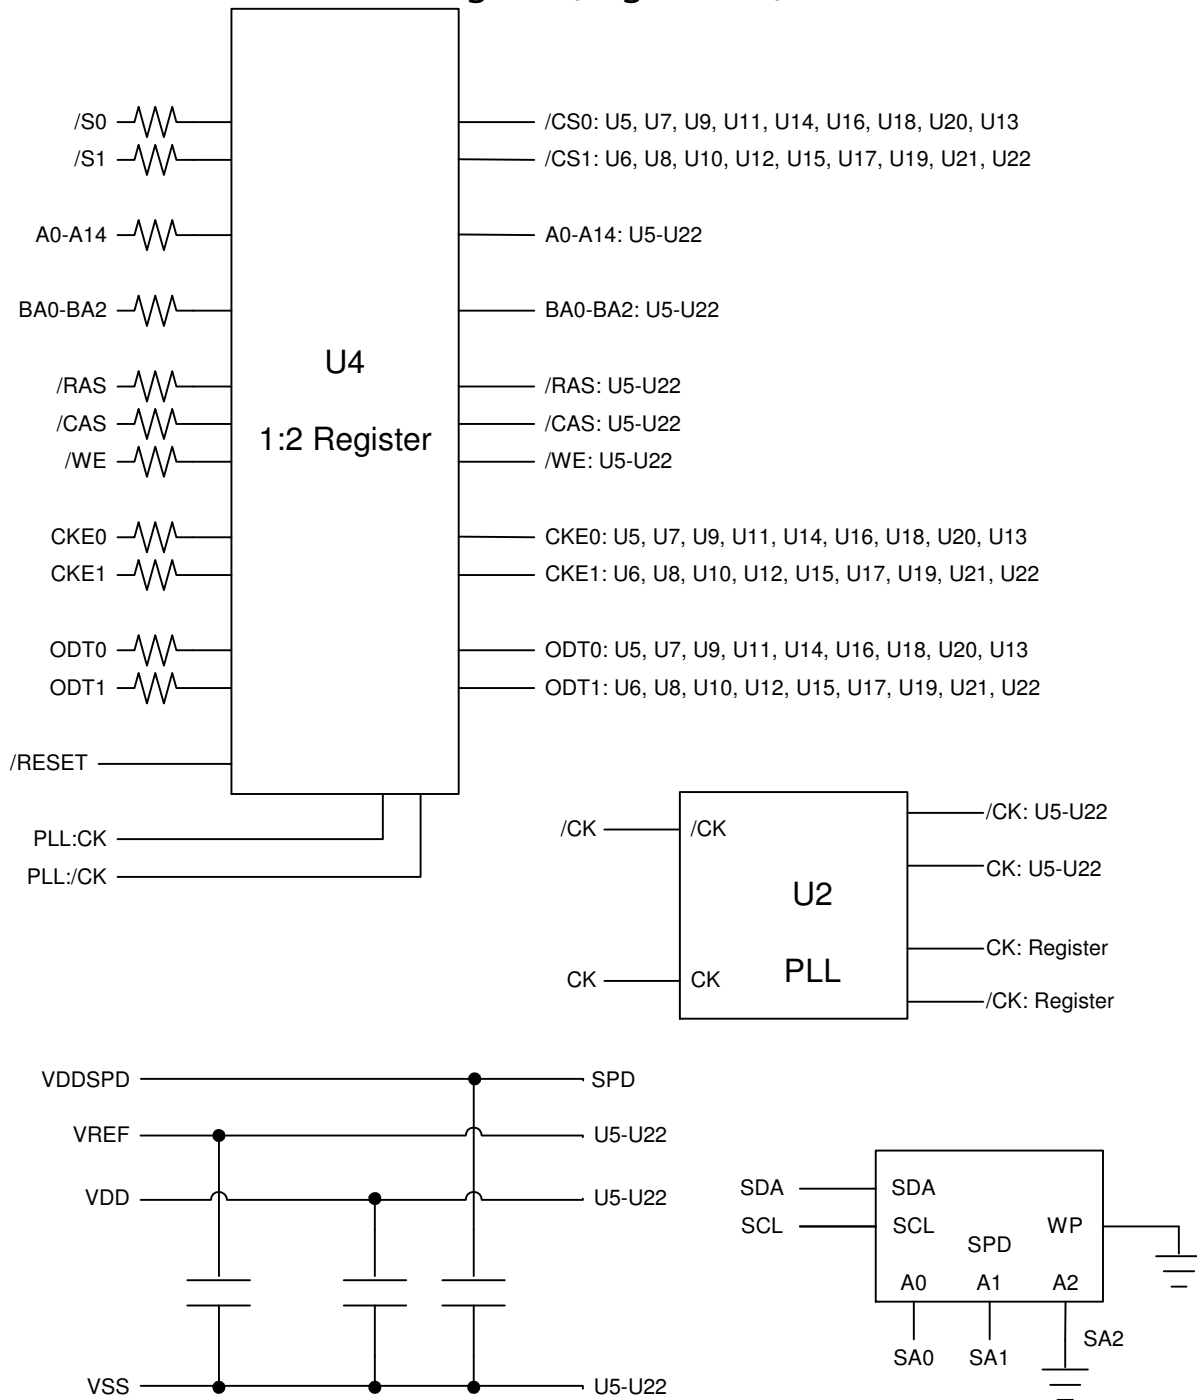 /S0
/CS0: U5, U7, U9, U11, U14, U16, U18, U20, U13
/S1
/CS1: U6, U8, U10, U12, U15, U17, U19, U21, U22
A0-A14
A0-A14: U5-U22
BA0-BA2
BA0-BA2: U5-U22
U4
1:2 Register
/RAS
/RAS: U5-U22
/CAS
/CAS: U5-U22
/WE
/WE: U5-U22
CKE0
CKE0: U5, U7, U9, U11, U14, U16, U18, U20, U13
CKE1
CKE1: U6, U8, U10, U12, U15, U17, U19, U21, U22
ODT0
ODT0: U5, U7, U9, U11, U14, U16, U18, U20, U13
ODT1
ODT1: U6, U8, U10, U12, U15, U17, U19, U21, U22
/RESET
PLL:CK
PLL:/CK
/CK
/CK
/CK: U5-U22
CK: U5-U22
U2
PLL
CK
CK
CK: Register
/CK: Register
VDDSPD
SPD
VREF
U5-U22
VDD
U5-U22
VSS
U5-U22
SDA
SDA
SCL
SCL
WP
SPD
A0
A1
A2
SA0
SA1
SA2